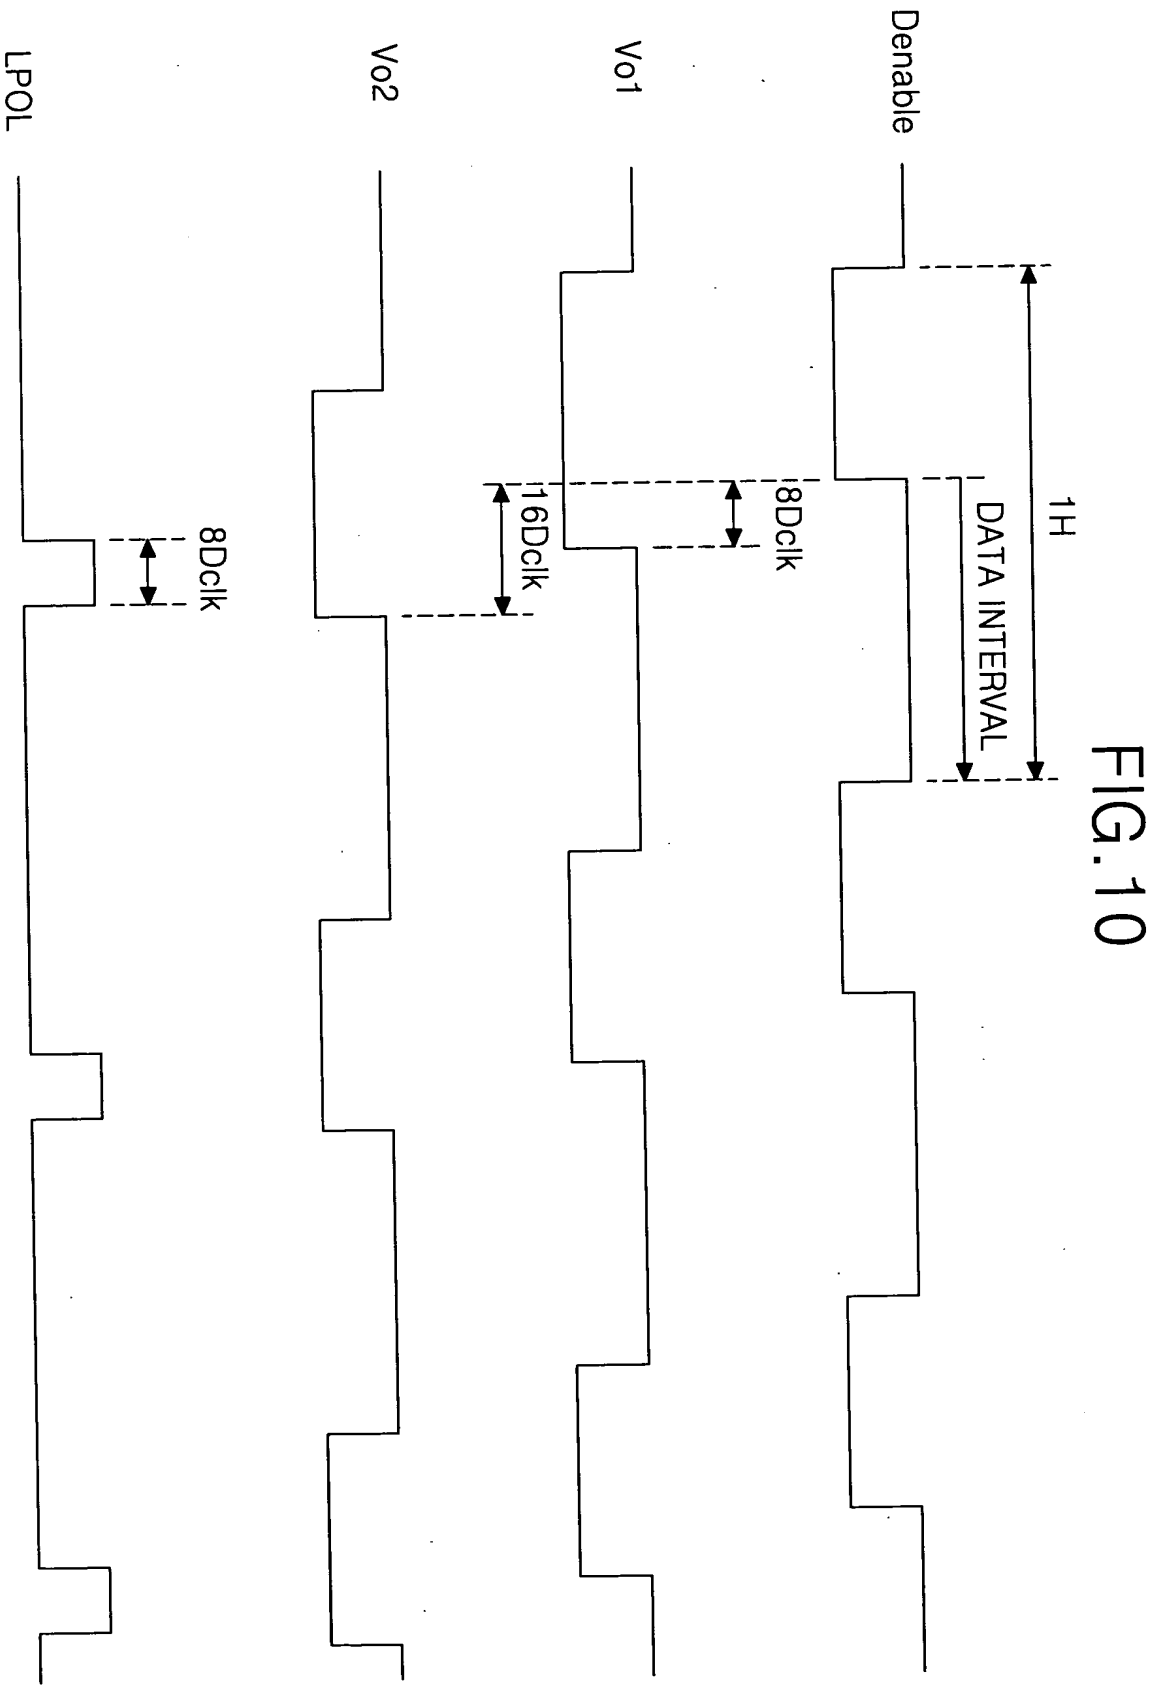 FIG.10
1H
DATA INTERVAL
Denable
8Dclk
Vo1
16Dclk
Vo2
8Dclk
LPOL